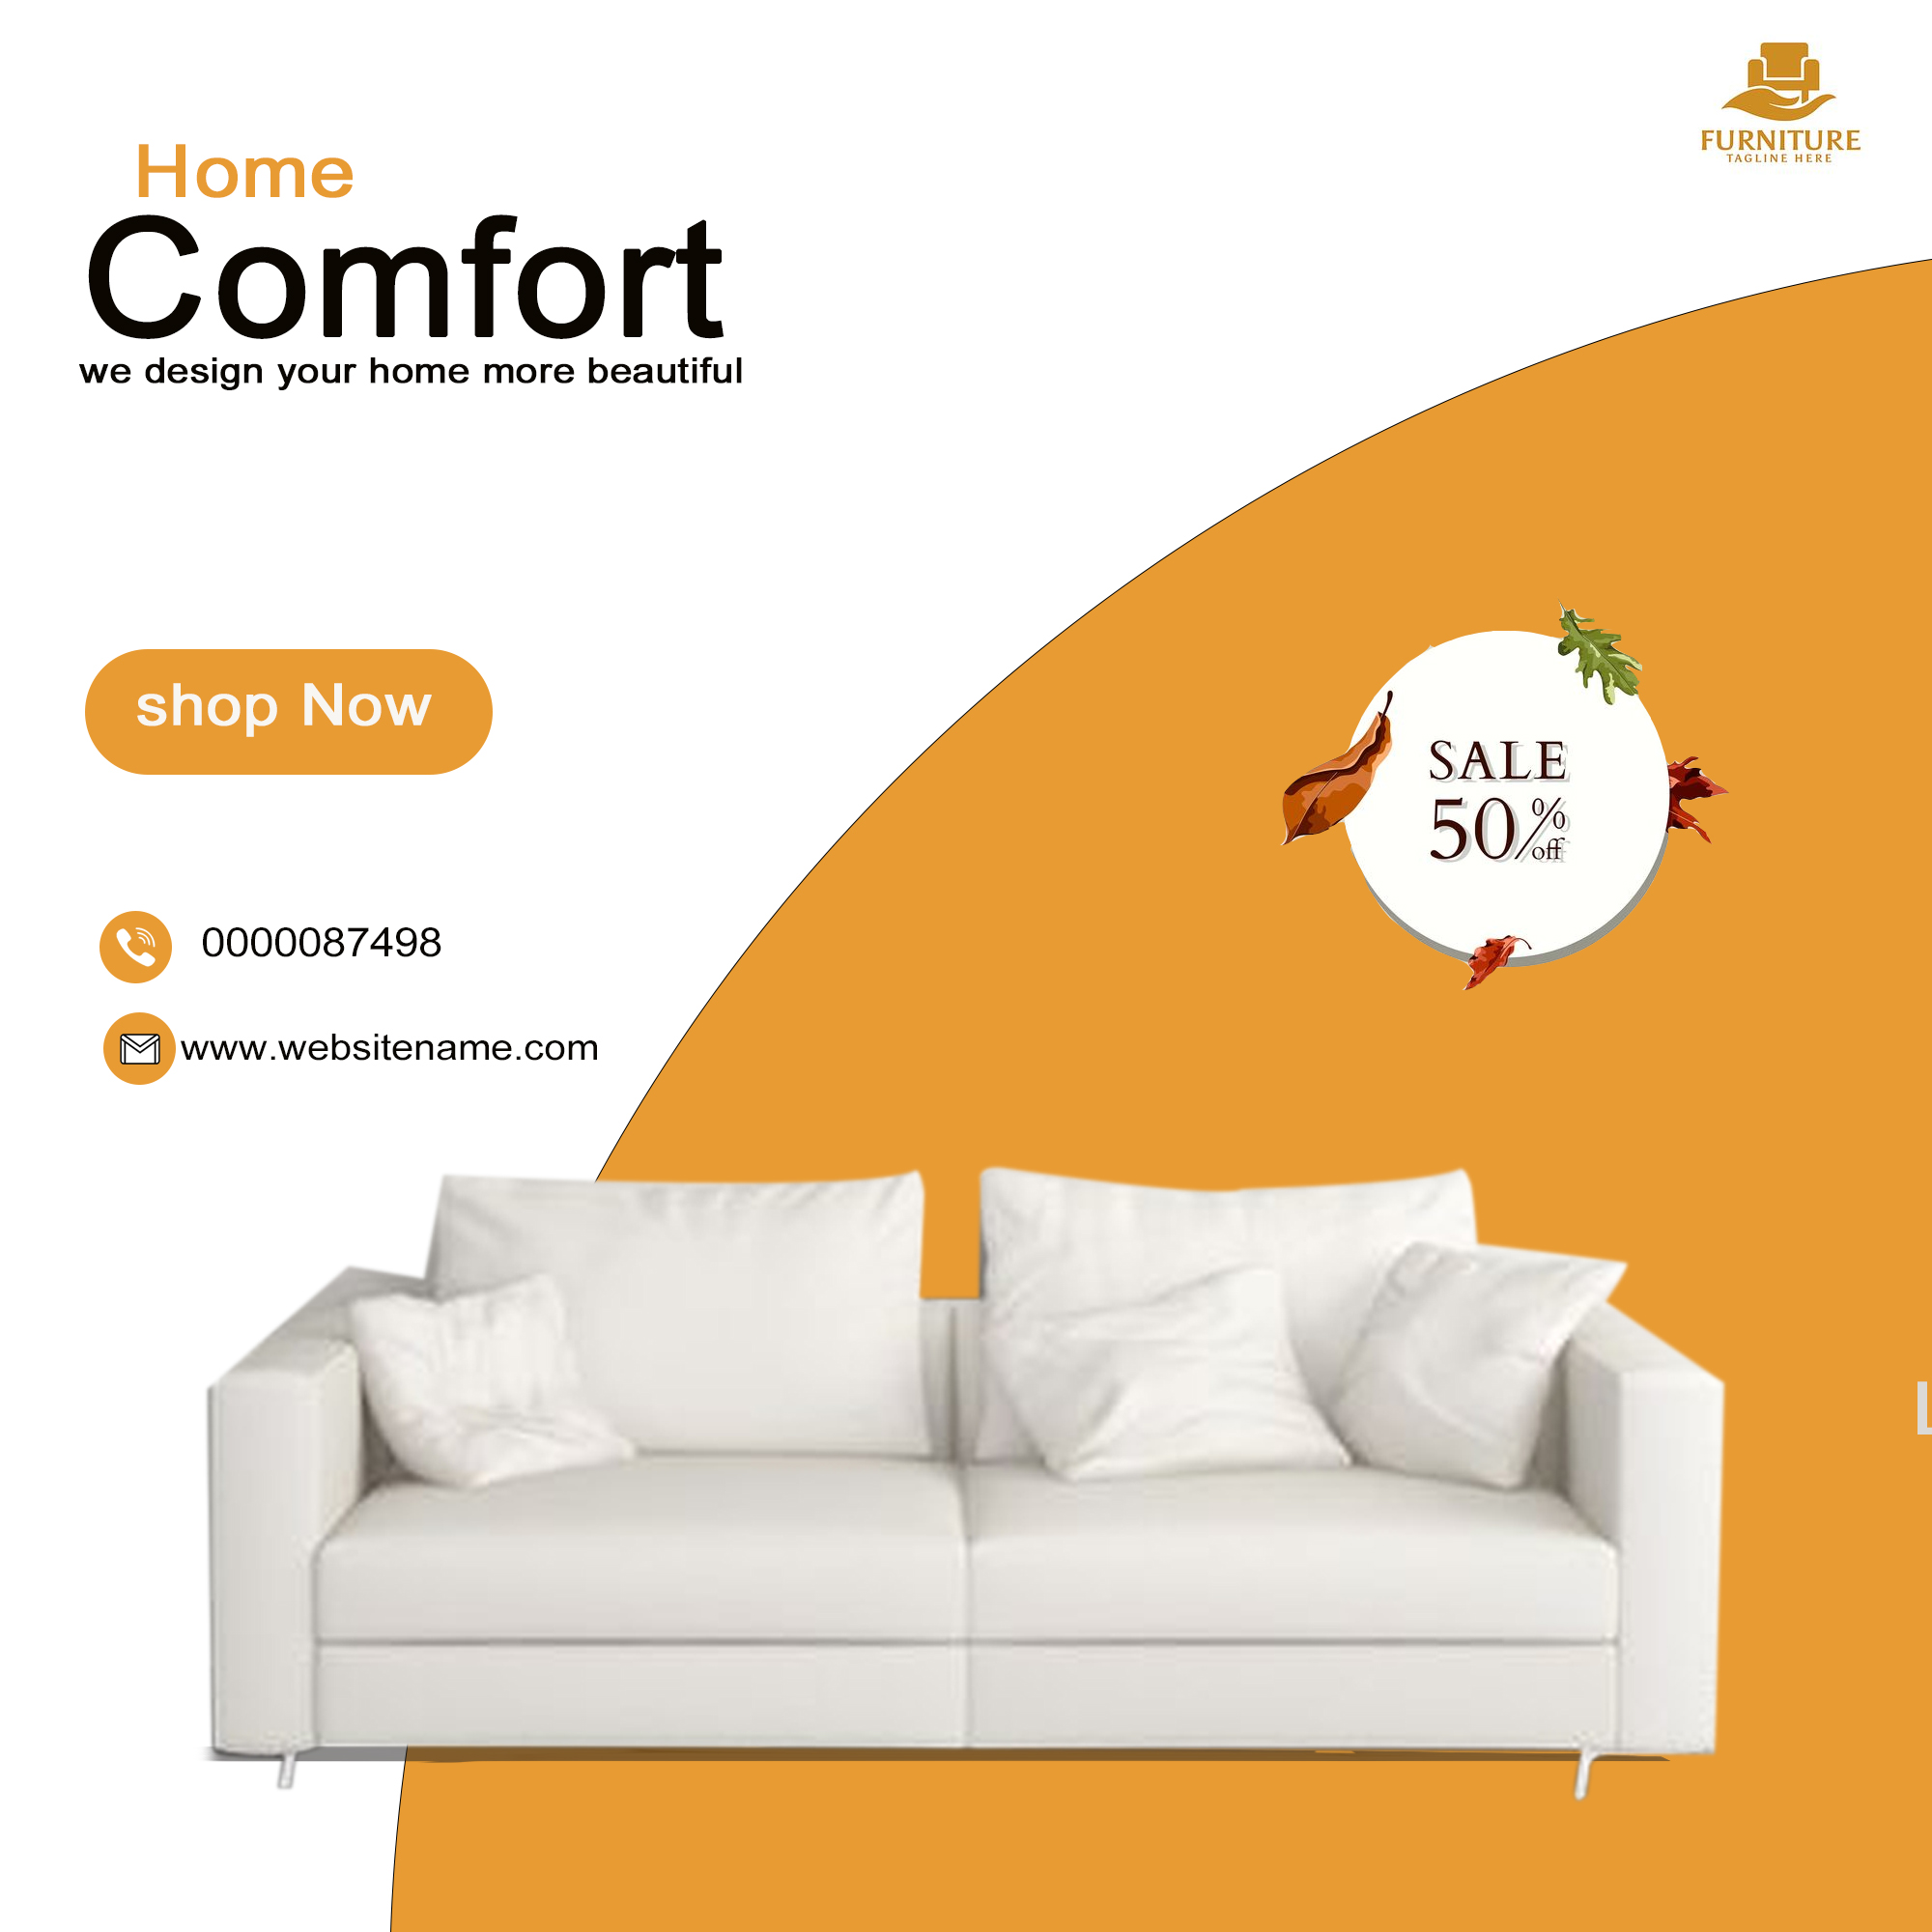 FURNITURE
TAGLINE HERE
Home
Comfort
we design your home more beautiful
shop Now
SALE
50%
off
0000087498
www.websitename.com
L